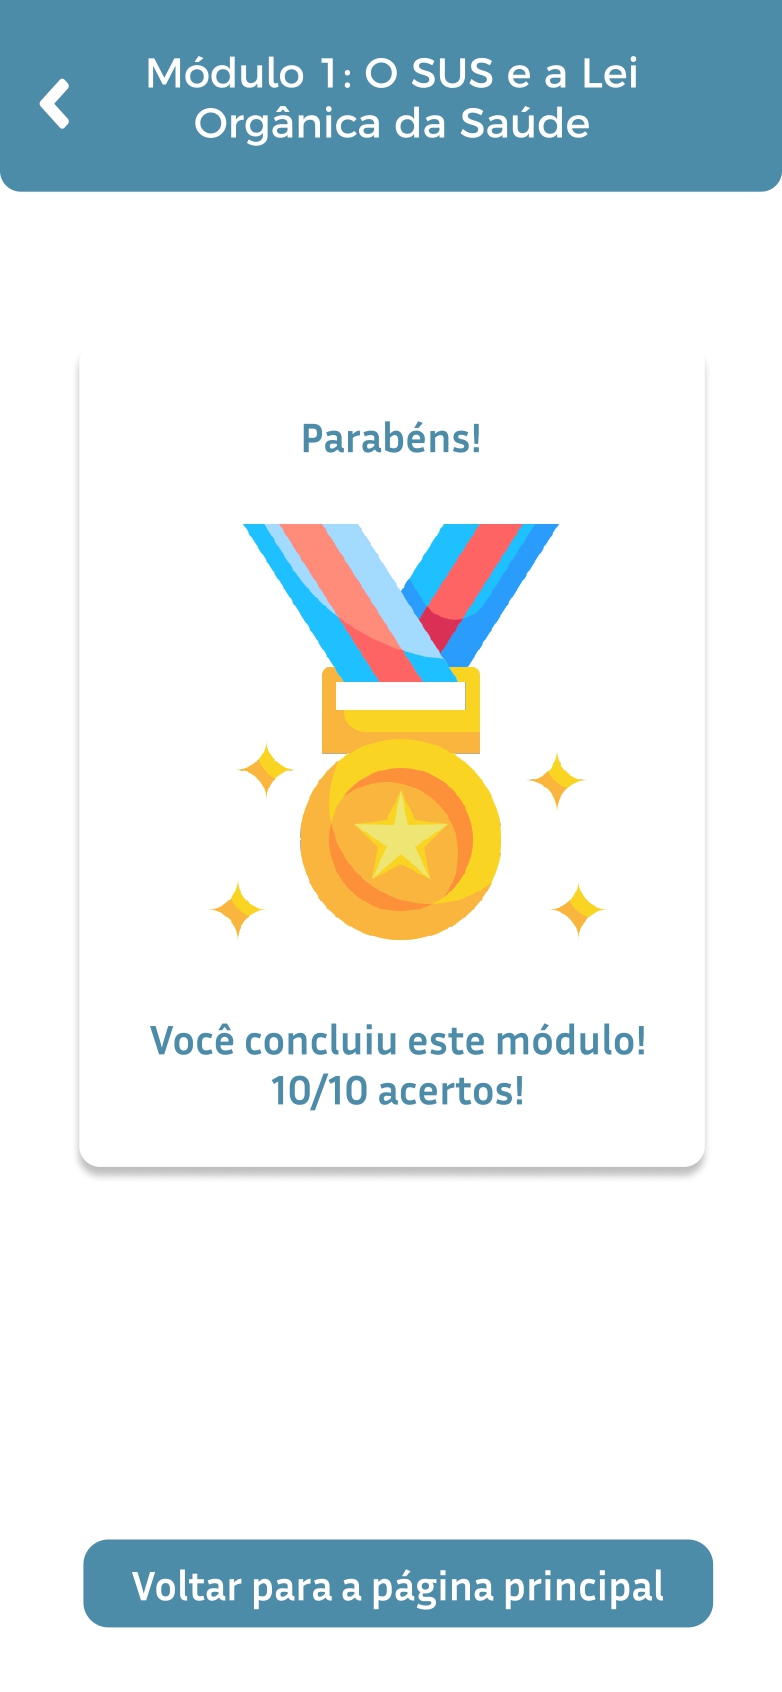 Módulo 1: O SUS e a Lei
Orgânica da Saúde
Parabéns!
Você concluiu este módulo!
10/10 acertos!
Voltar para a página principal